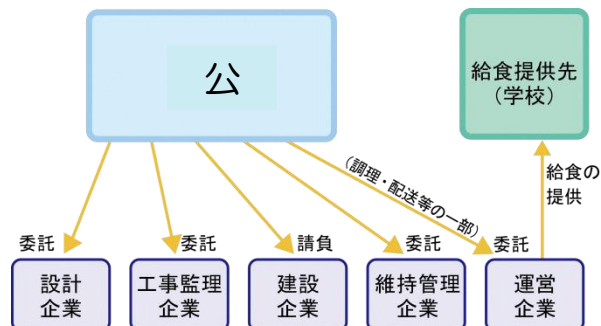 公
給食提供先
（学校）
（調理・配送等の一部）
給食の
提供
委託
委託
請負
委託
委託
設計
企業
工事監理
企業
建設
企業
維持管理
企業
運営
企業